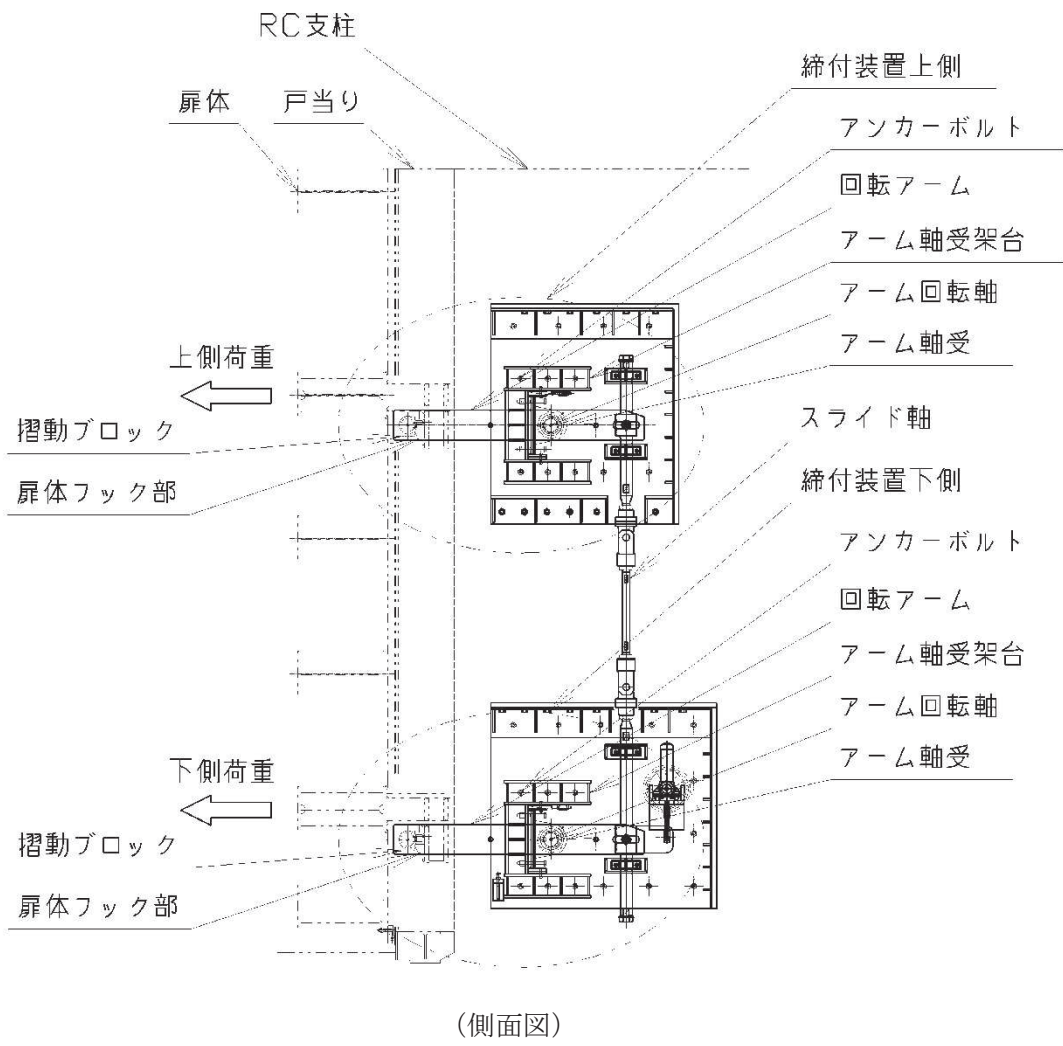 RC支柱
締付装置上側
扉体
戸当り
アンカーボルト
回転アーム
アーム軸受架台
アーム回転軸
アーム軸受
上側荷重
スライド軸
摺動ブロック
締付装置下側
扉体フック部
アンカーボルト
回転アーム
アーム軸受架台
アーム回転軸
アーム軸受
下側荷重
摺動ブロック
扉体フック部
(側面図)